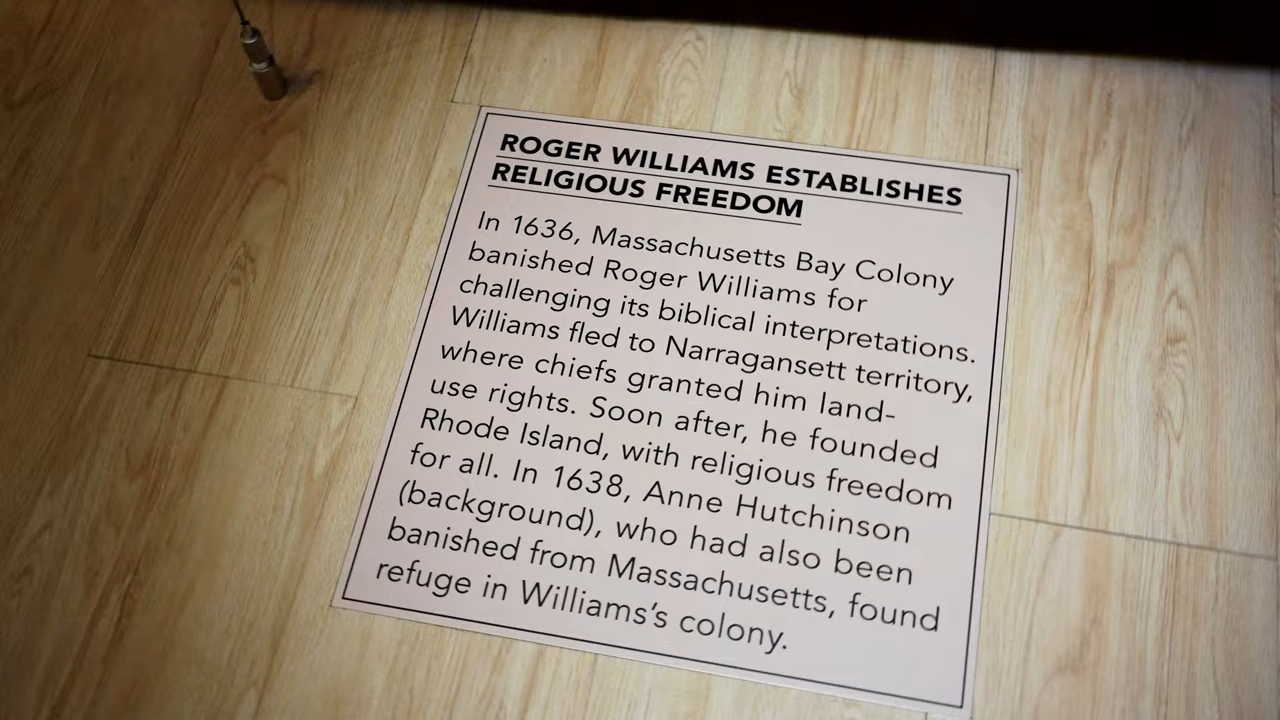 ROGER WILLIAMS ESTABLISHES
RELIGIOUS FREEDOM
In 1636, Massachusetts Bay Colony
banished Roger Williams for
challenging its biblical interpretations.
Williams fled to Narragansett territory,
where chiefs granted him land-
use rights. Soon after, he founded
Rhode Island, with religious freedom
for all. In 1638, Anne Hutchinson
(background), who had also been
banished from Massachusetts, found
refuge in Williams’s colony.